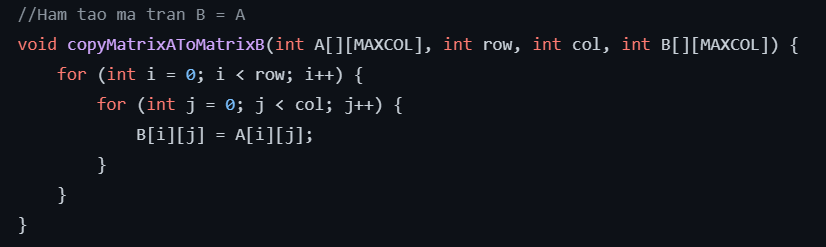 //Ham tao ma tran B = A
void copyMatrixAToMatrixB(int A[][MAXCOL], int row, int col, int B[][MAXCOL]) {
    for (int i = 0; i < row; i++) {
        for (int j = 0; j < col; j++) {
            B[i][j] = A[i][j];
        }
    }
}